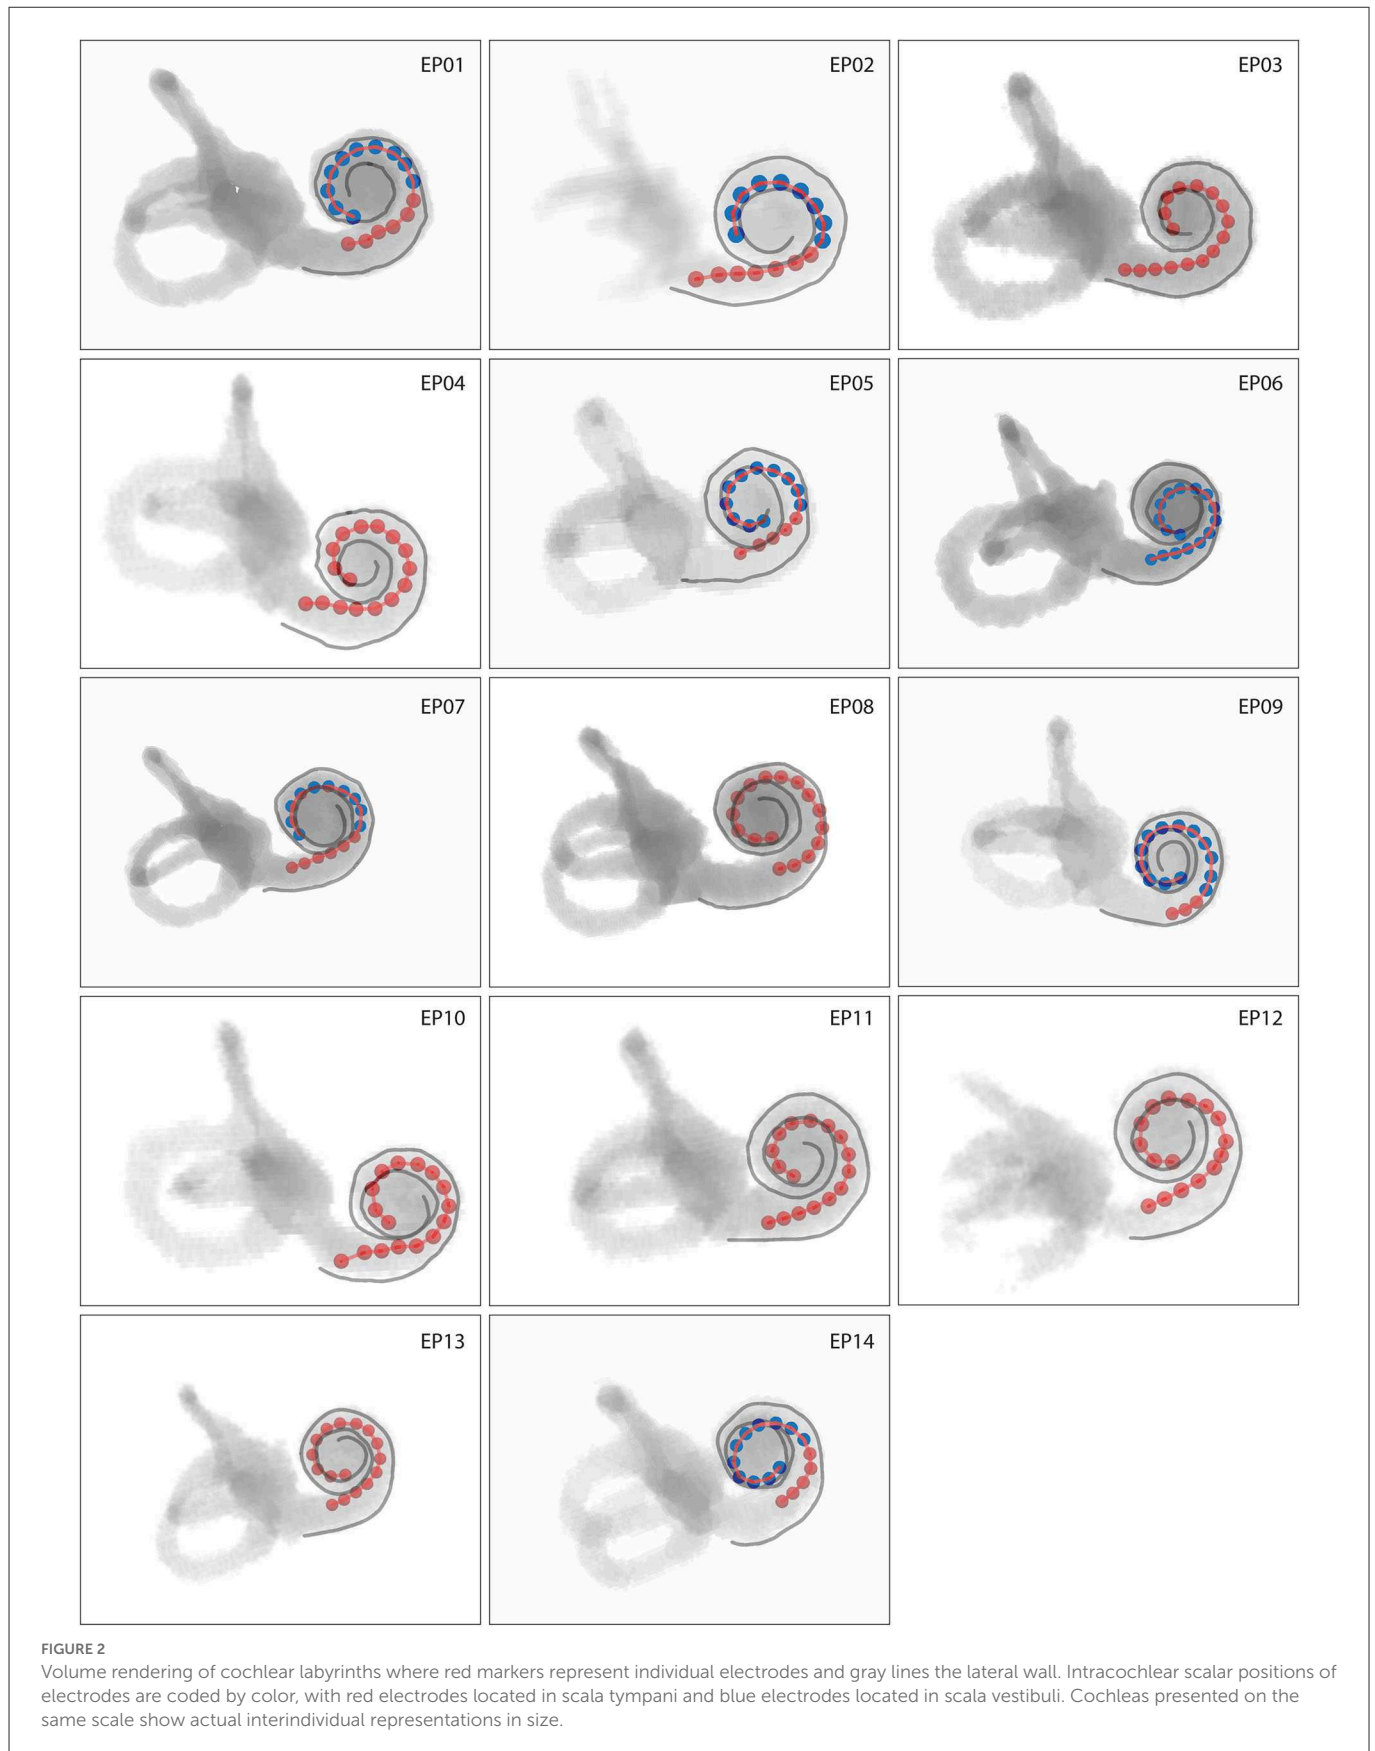 EP01
EP02
EP03
EP04
EP05
EP06
EP07
EP08
EP09
EP10
EP11
EP12
EP13
EP14
FIGURE 2
Volume rendering of cochlear labyrinths where red markers represent individual electrodes and gray lines the lateral wall. Intracochlear scalar positions of
electrodes are coded by color, with red electrodes located in scala tympani and blue electrodes located in scala vestibuli. Cochleas presented on the
same scale show actual interindividual representations in size.